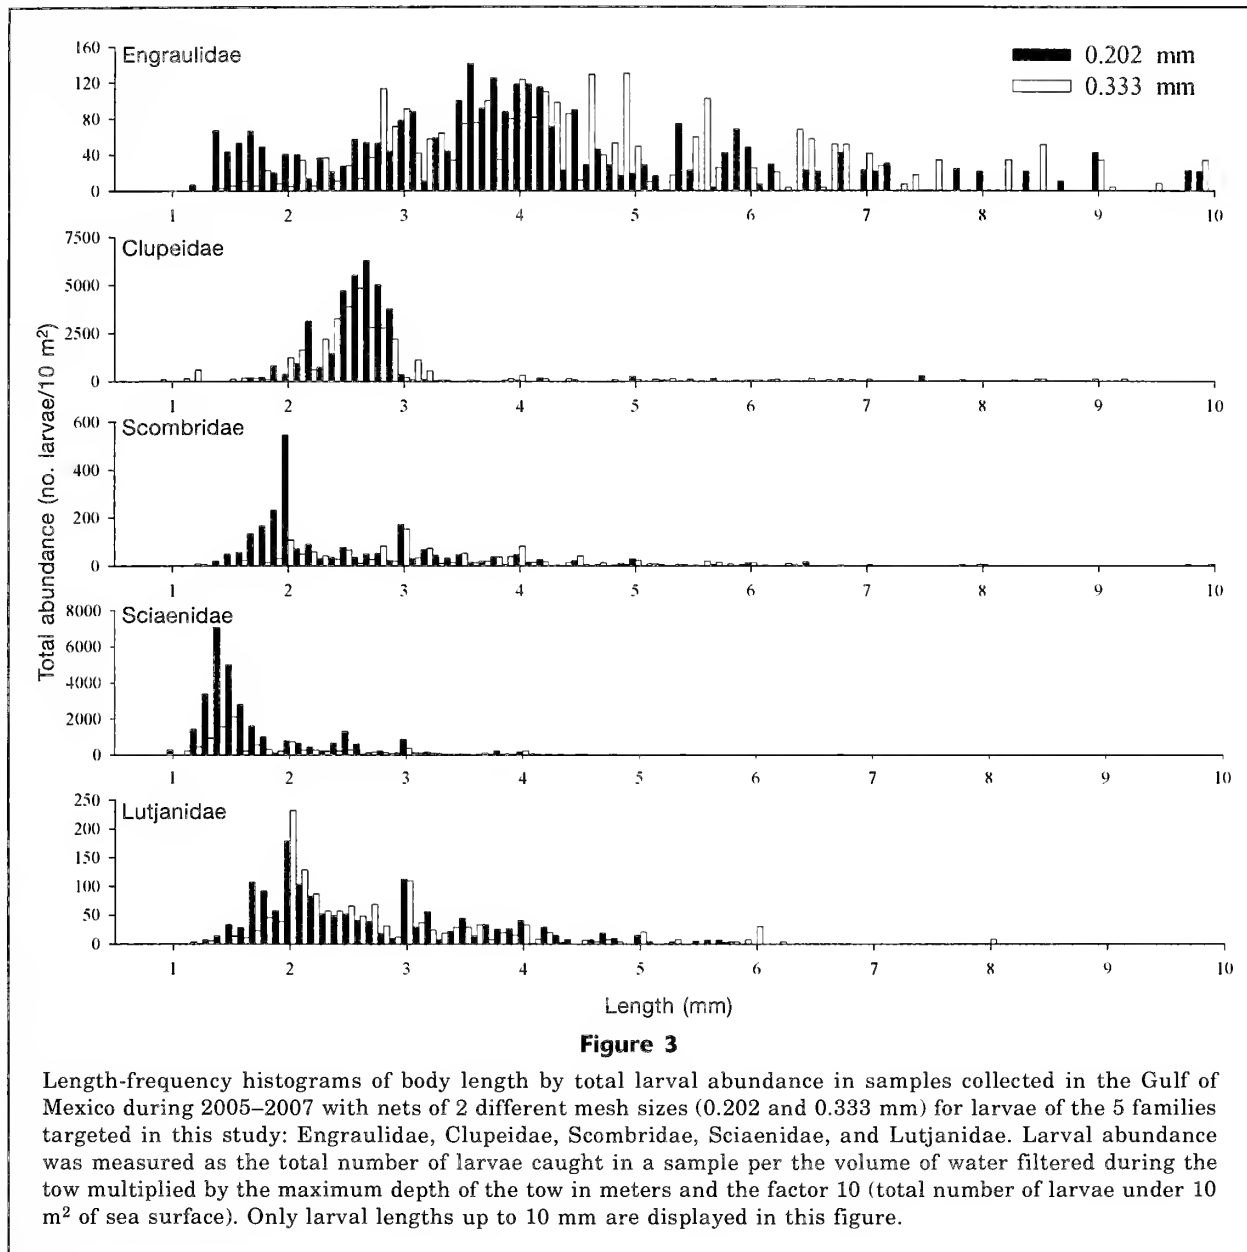 160
Engraulidae
0.202 mm
0.333 mm
120
80
40
0
1 2 3 4 5 6 7 8 9 10
7500
Clupeidae
5000
2500
0
1 2 3 4 5 6 7 8 9 10
600
Scombridae
400
200
0
1 2 3 4 5 6 7 8 9 10
8000
Sciaenidae
6000
4000
2000
0
1 2 3 4 5 6 7 8 9 10
250
Lutjanidae
200
150
100
50
0
1 2 3 4 5 6 7 8 9 10
Total abundance (no. larvae/10 m²)
Length (mm)
Figure 3
Length-frequency histograms of body length by total larval abundance in samples collected in the Gulf of
Mexico during 2005–2007 with nets of 2 different mesh sizes (0.202 and 0.333 mm) for larvae of the 5 families
targeted in this study: Engraulidae, Clupeidae, Scombridae, Sciaenidae, and Lutjanidae. Larval abundance
was measured as the total number of larvae caught in a sample per the volume of water filtered during the
tow multiplied by the maximum depth of the tow in meters and the factor 10 (total number of larvae under 10
m² of sea surface). Only larval lengths up to 10 mm are displayed in this figure.